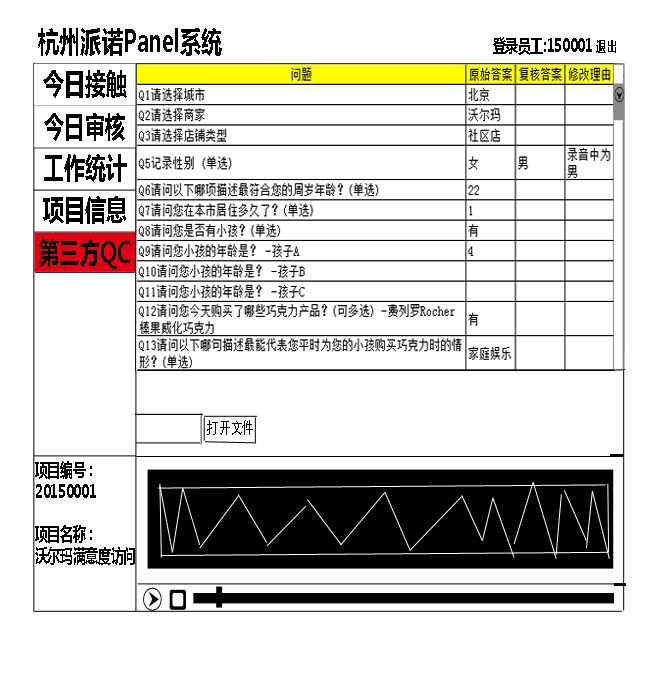 杭州派诺Panel系统
登录员工:150001 退出
今日接触
今日审核
工作统计
项目信息
第三方QC
问题 原始答案 复核答案 修改理由
Q1请选择城市 北京
Q2请选择商家 沃尔玛
Q3请选择店铺类型 社区店
Q5记录性别 (单选) 女 男 录音中为
男
Q6请问以下哪项描述最符合您的周岁年龄? (单选) 22
Q7请问您在本市居住多久了? (单选) 1
Q8请问您是否有小孩? (单选) 有
Q9请问您小孩的年龄是? -孩子A 4
Q10请问您小孩的年龄是? -孩子B
Q11请问您小孩的年龄是? -孩子C
Q12请问您今天购买了哪些巧克力产品? (可多选) -费列罗Rocher
榛果威化巧克力 有
Q13请问以下哪句描述最能代表您平时为您的小孩购买巧克力时的情
形? (单选) 家庭娱乐
打开文件
项目编号:
20150001
项目名称:
沃尔玛满意度访问